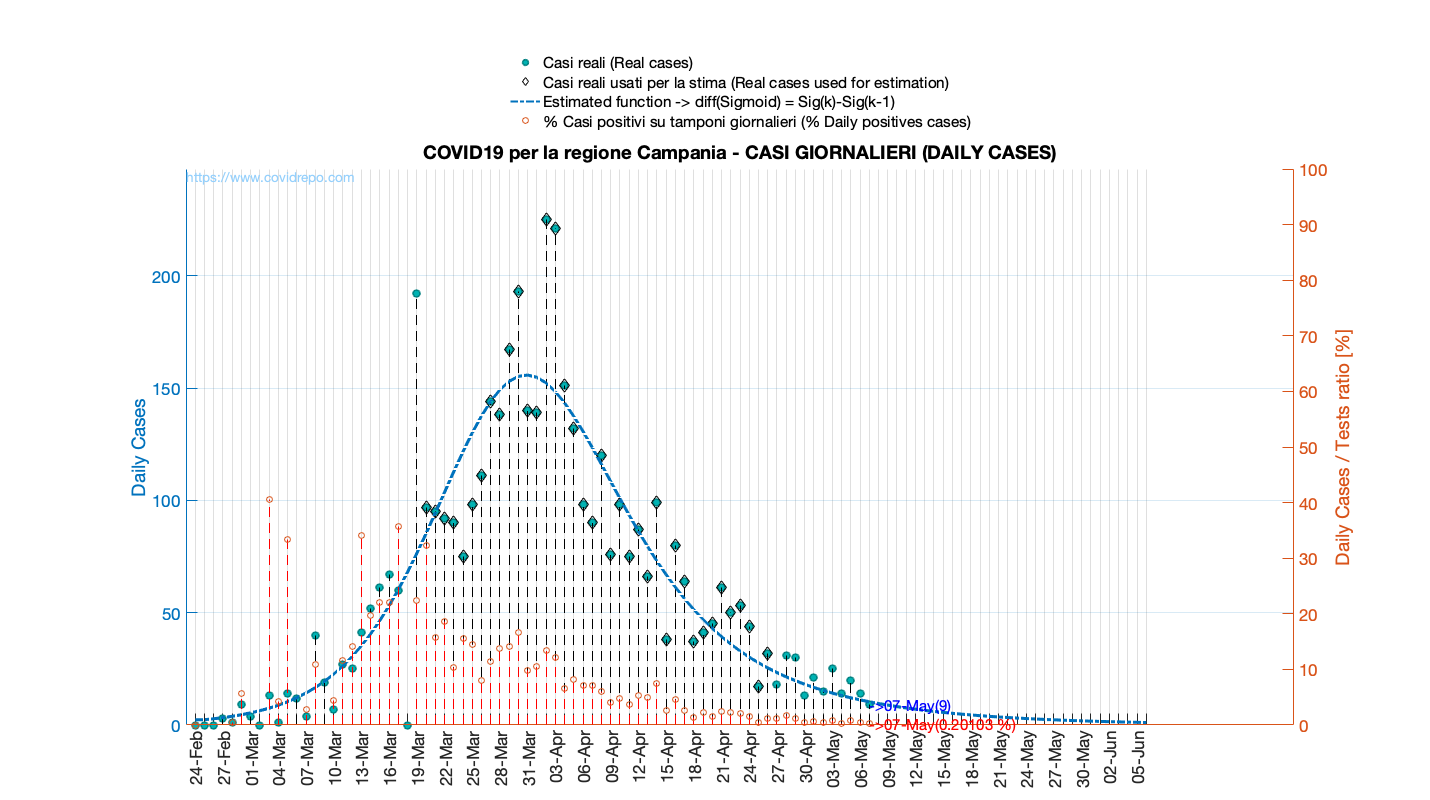 Casi reali (Real cases)
Casi reali usati per la stima (Real cases used for estimation)
Estimated function -> diff(Sigmoid) = Sig(k)-Sig(k-1)
% Casi positivi su tamponi giornalieri (% Daily positives cases)
COVID19 per la regione Campania - CASI GIORNALIERI (DAILY CASES)
https://www.covidrepo.com
Daily Cases
200
150
100
50
0
100
90
80
70
60
50
40
30
20
10
0
Daily Cases / Tests ratio [%]
->07-May(9)
->07-May(0.20103 %)
24-Feb
27-Feb
01-Mar
04-Mar
07-Mar
10-Mar
13-Mar
16-Mar
19-Mar
22-Mar
25-Mar
28-Mar
31-Mar
03-Apr
06-Apr
09-Apr
12-Apr
15-Apr
18-Apr
21-Apr
24-Apr
27-Apr
30-Apr
03-May
06-May
09-May
12-May
15-May
18-May
21-May
24-May
27-May
30-May
02-Jun
05-Jun